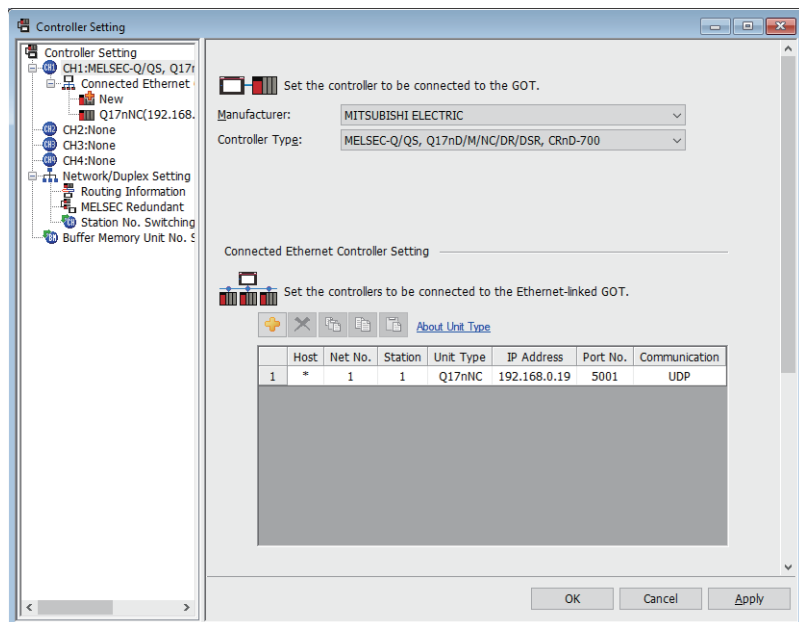 Controller Setting
Controller Setting
CH1:MELSEC-Q/QS, Q17r
Connected Ethernet
New
Q17nNC(192.168.
CH2:None
CH3:None
CH4:None
Network/Duplex Setting
Routing Information
MELSEC Redundant
Station No. Switching
Buffer Memory Unit No. S
Set the controller to be connected to the GOT.
Manufacturer: MITSUBISHI ELECTRIC
Controller Type: MELSEC-Q/QS, Q17nD/M/NC/DR/DSR, CRnD-700
Connected Ethernet Controller Setting
Set the controllers to be connected to the Ethernet-linked GOT.
About Unit Type
Host Net No. Station Unit Type IP Address Port No. Communication
1 * 1 1 Q17nNC 192.168.0.19 5001 UDP
OK Cancel Apply